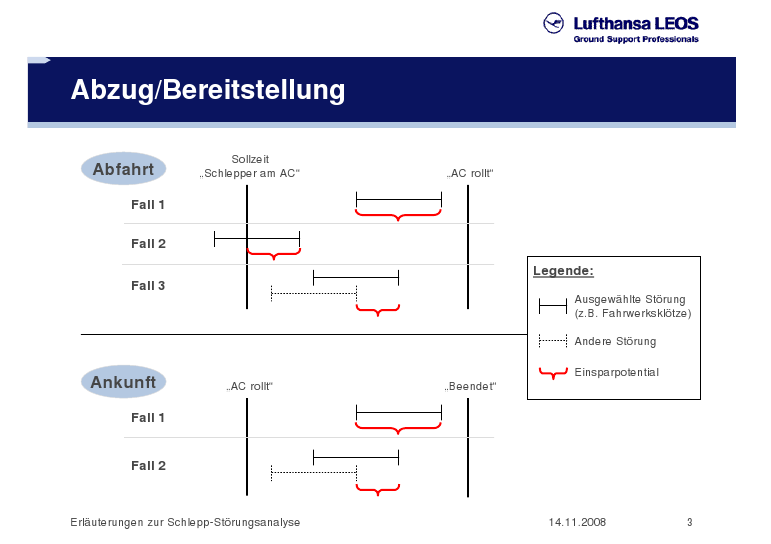 Lufthansa LEOS
Ground Support Professionals
Abzug/Bereitstellung
Abfahrt
Sollzeit
„Schlepper am AC“
„AC rollt“
Fall 1
Fall 2
Fall 3
Legende:
Ausgewählte Störung
(z.B. Fahrwerksklötze)
Andere Störung
Einsparpotential
Ankunft
„AC rollt“
„Beendet“
Fall 1
Fall 2
Erläuterungen zur Schlepp-Störungsanalyse
14.11.2008
3